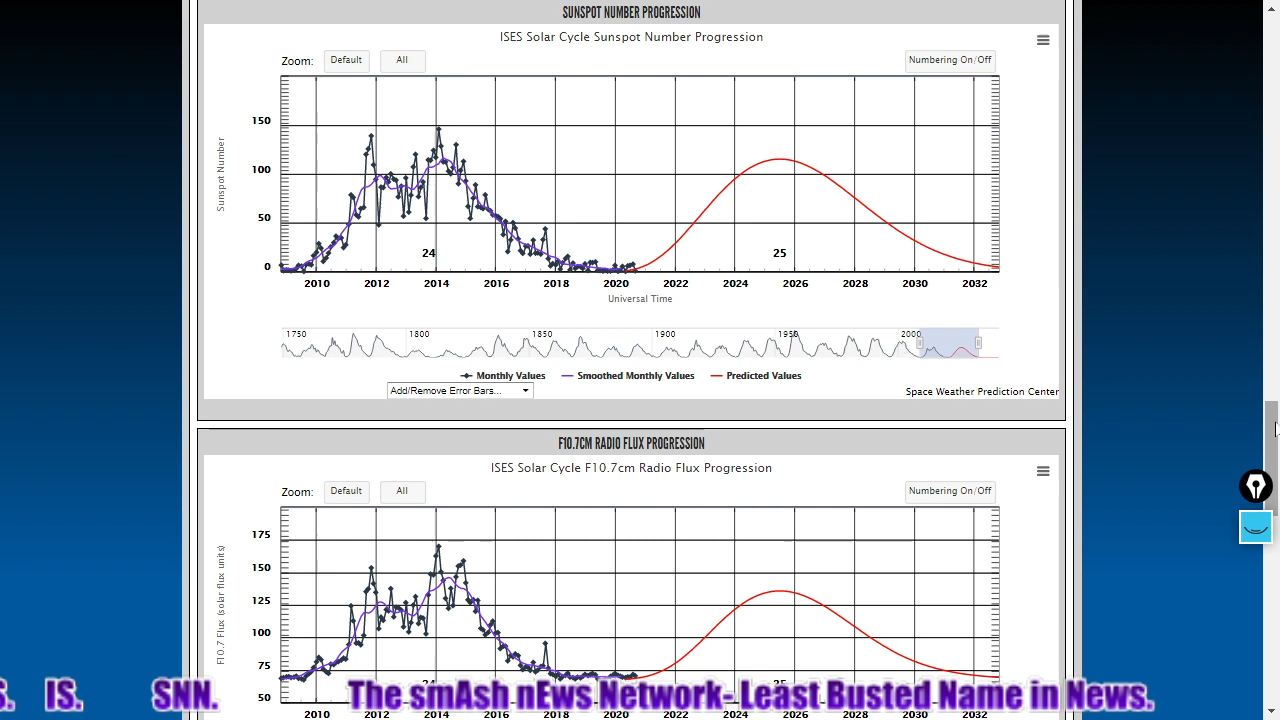 SUNSPOT NUMBER PROGRESSION
ISES Solar Cycle Sunspot Number Progression
Zoom: Default All Numbering On/Off
Sunspot Number
150
100
50
0
24 25
2010 2012 2014 2016 2018 2020 2022 2024 2026 2028 2030 2032
Universal Time
1750 1800 1850 1900 1950 2000
Monthly Values Smoothed Monthly Values Predicted Values
Add/Remove Error Bars...
Space Weather Prediction Center
F10.7CM RADIO FLUX PROGRESSION
ISES Solar Cycle F10.7cm Radio Flux Progression
Zoom: Default All Numbering On/Off
F10.7 Flux (solar flux units)
175
150
125
100
75
50
S. IS. SNN. The smAsh nEws Network- Least Busted Name in News.
2010 2012 2014 2016 2018 2020 2022 2024 2026 2028 2030 2032